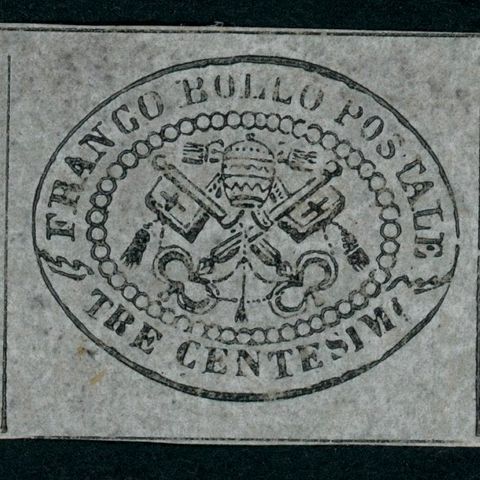 FRANCO BOLLO POSTALE
TRE CENTESIMI